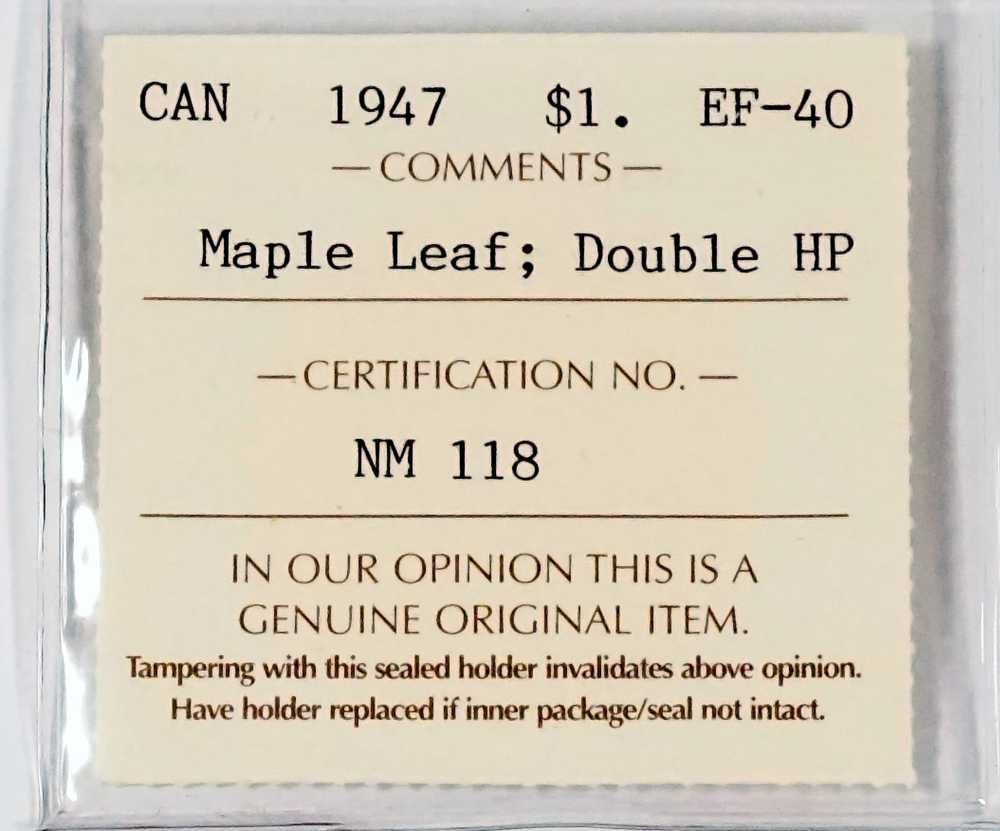 CAN 1947 $1. EF-40
— COMMENTS —
Maple Leaf; Double HP
— CERTIFICATION NO. —
NM 118
IN OUR OPINION THIS IS A
GENUINE ORIGINAL ITEM.
Tampering with this sealed holder invalidates above opinion.
Have holder replaced if inner package/seal not intact.